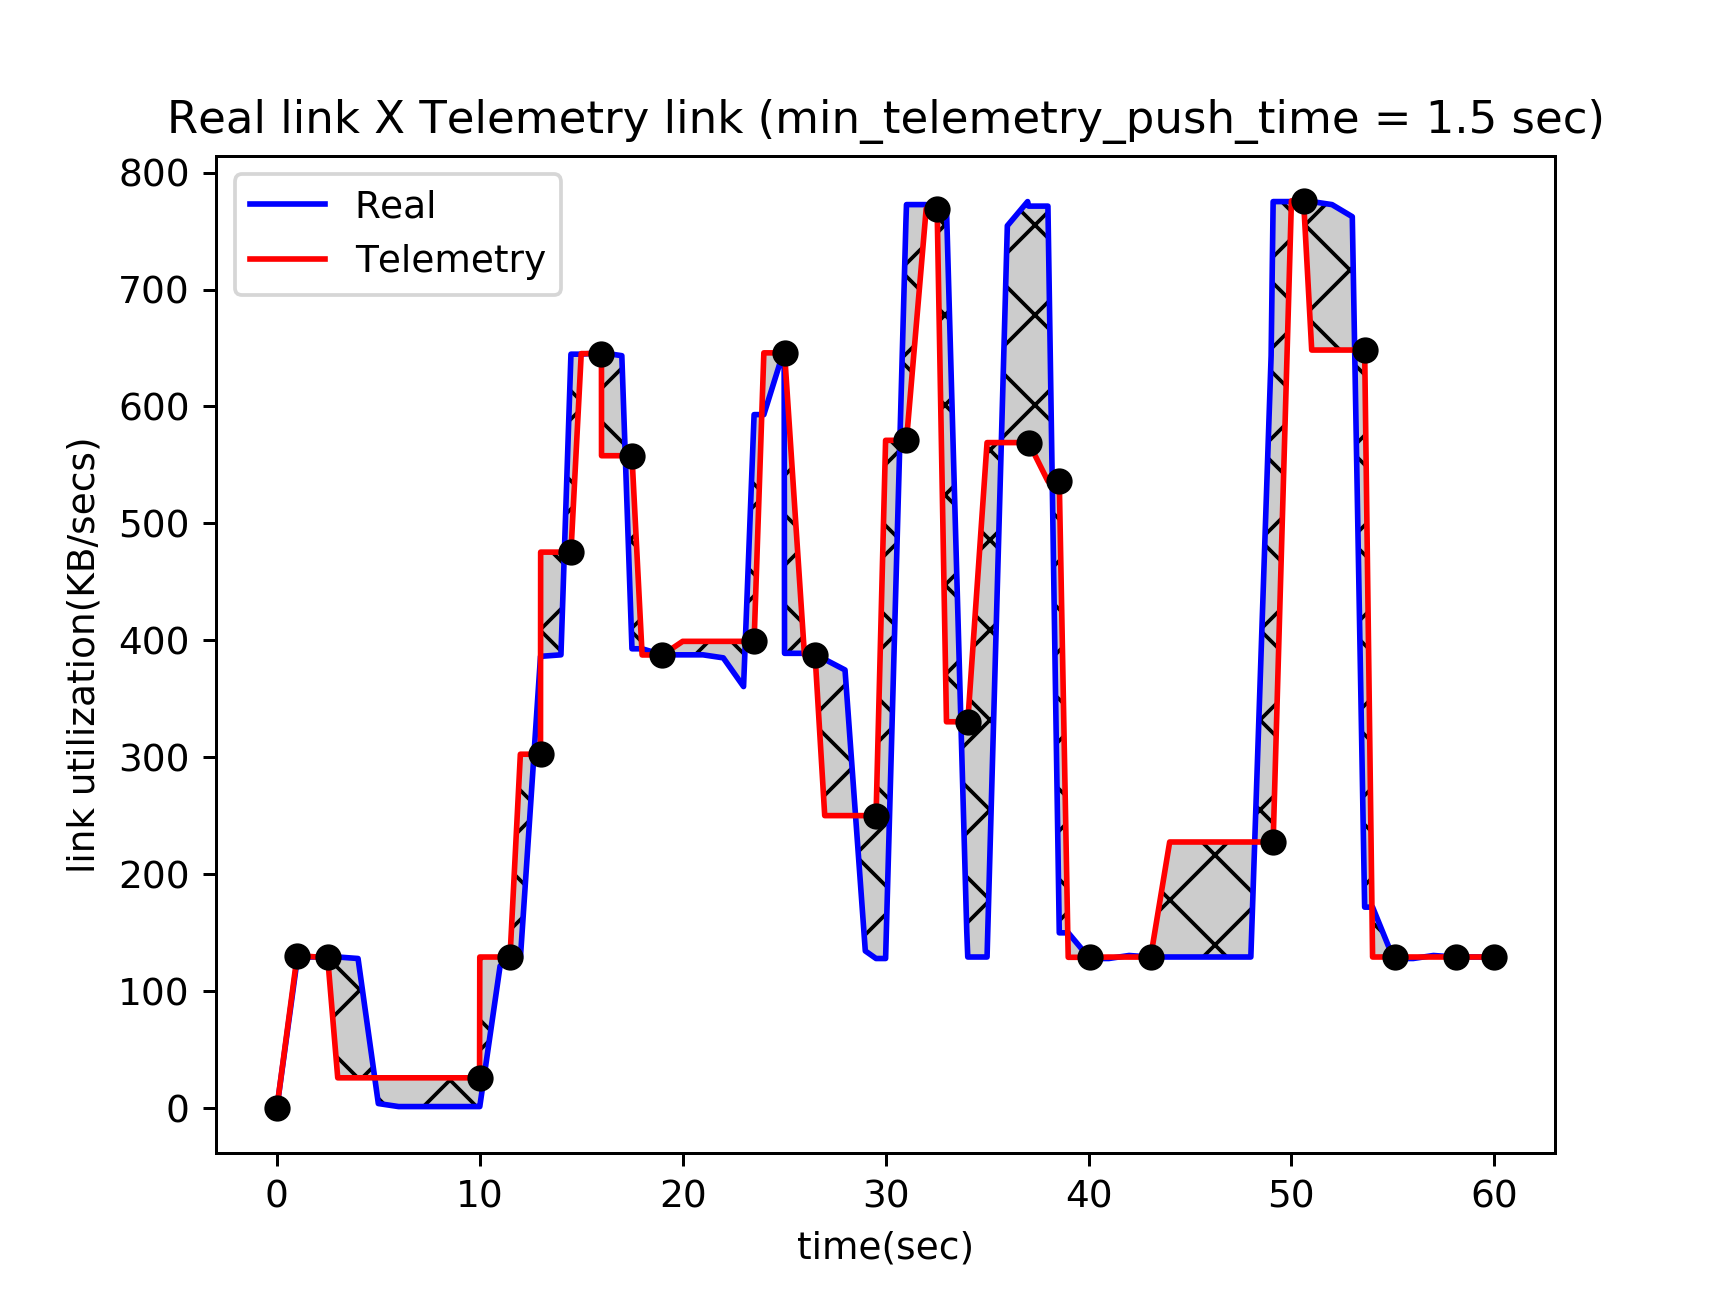 Real link X Telemetry link (min_telemetry_push_time = 1.5 sec)
Real
Telemetry
800
700
600
500
400
300
200
100
0
link utilization(KB/secs)
0 10 20 30 40 50 60
time(sec)